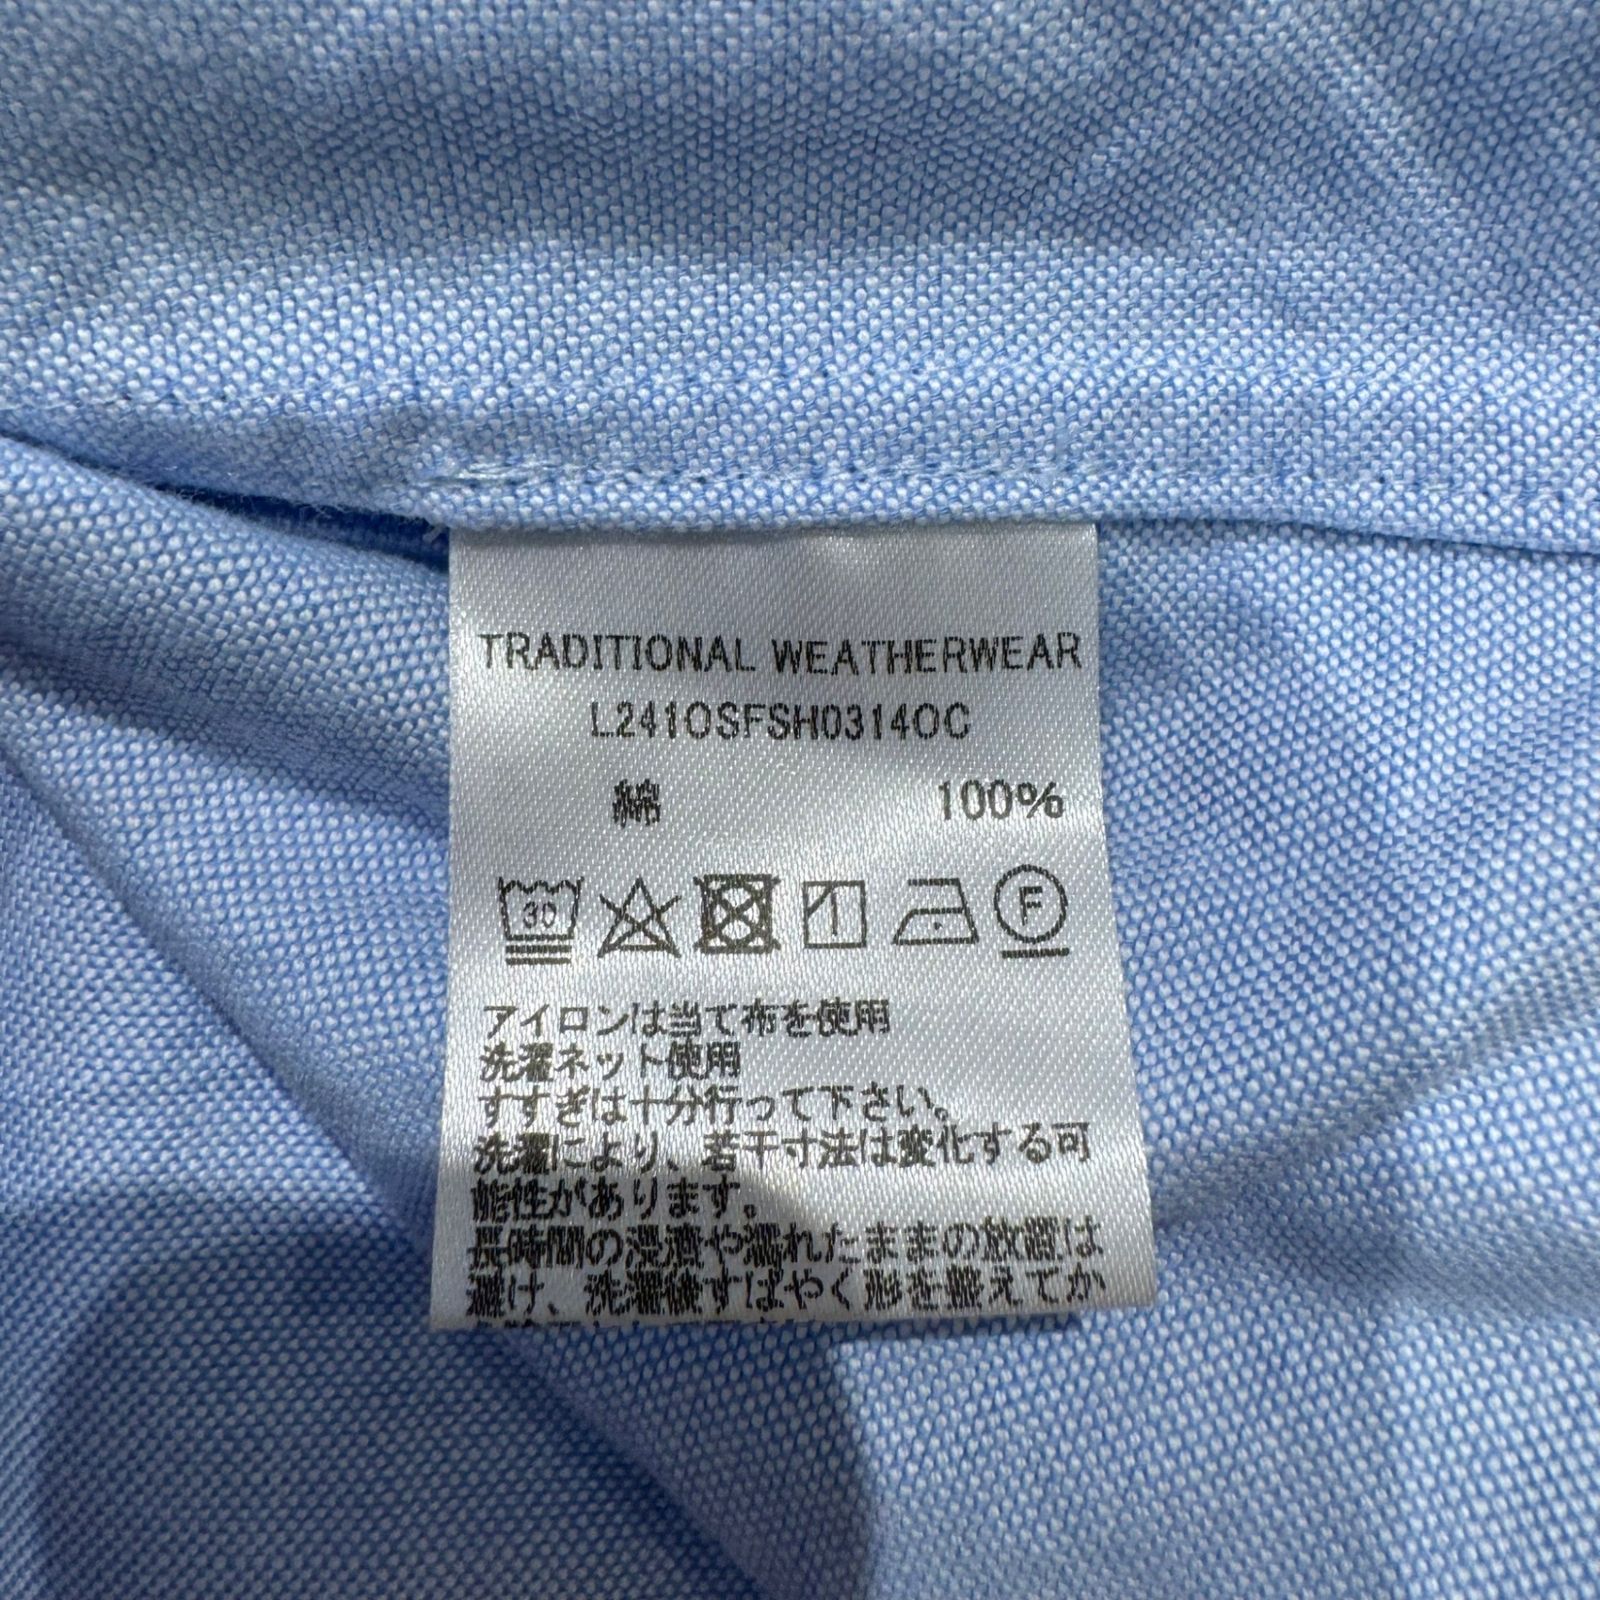 TRADITIONAL WEATHERWEAR
L241OSFSH0314OC
綿 100%
30
F
アイロンは当て布を使用
洗濯ネット使用
すすぎは十分行って下さい。
洗濯により、若干寸法は変化する可
能性があります。
長時間の浸漬や濡れたままの放置は
避け、洗濯後すばやく形を整えてか